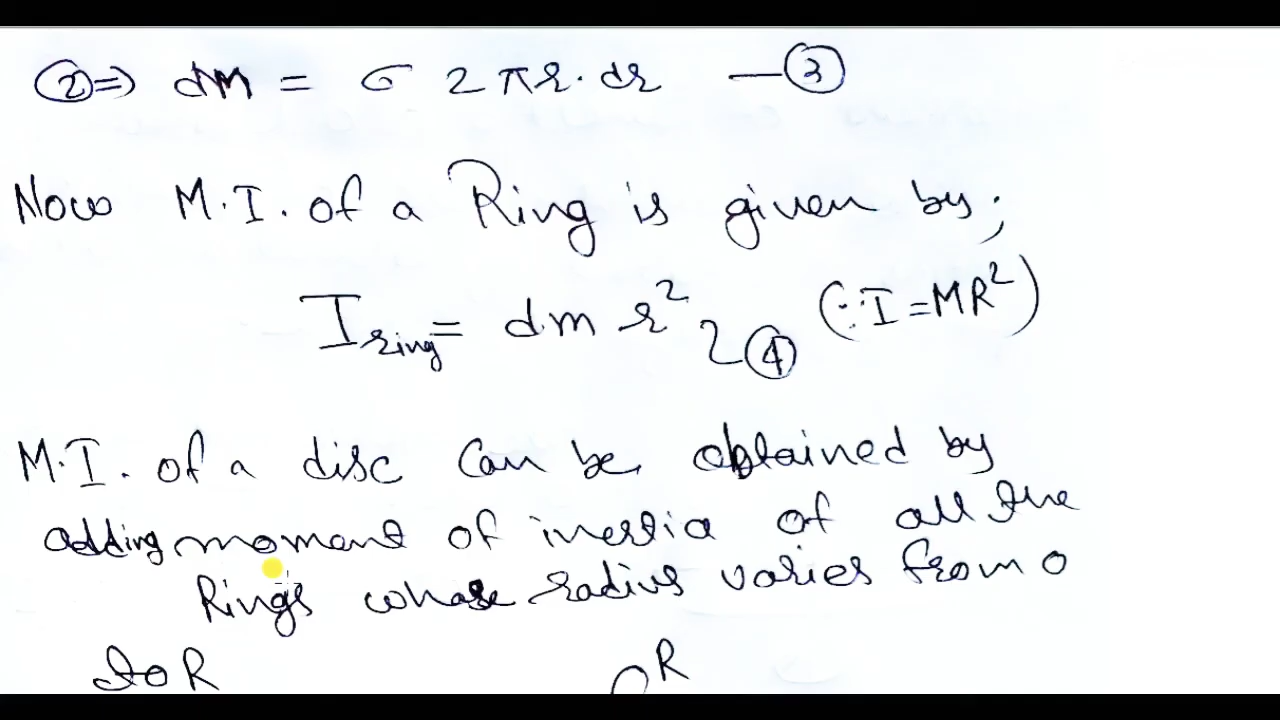 ②⇒ dM = σ 2πr·dr —③
Now M.I. of a Ring is given by;
I ring = dm r² ④ (∵ I = MR²)
M.I. of a disc can be obtained by
adding moment of inertia of all the
Rings whose radius varies from 0
to R R